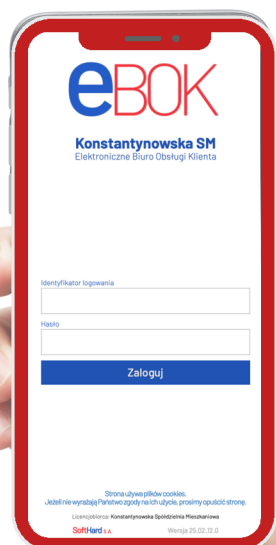 eBOK
Konstantynowska SM
Elektroniczne Biuro Obsługi Klienta
Identyfikator logowania
Hasło
Zaloguj
Strona używa plików cookies.
Jeżeli nie wyrażają Państwo zgody na ich użycie, prosimy opuścić stronę.
Licencjobiorca: Konstantynowska Spółdzielnia Mieszkaniowa
SoftHard S.A. Wersja 25.02.12.0